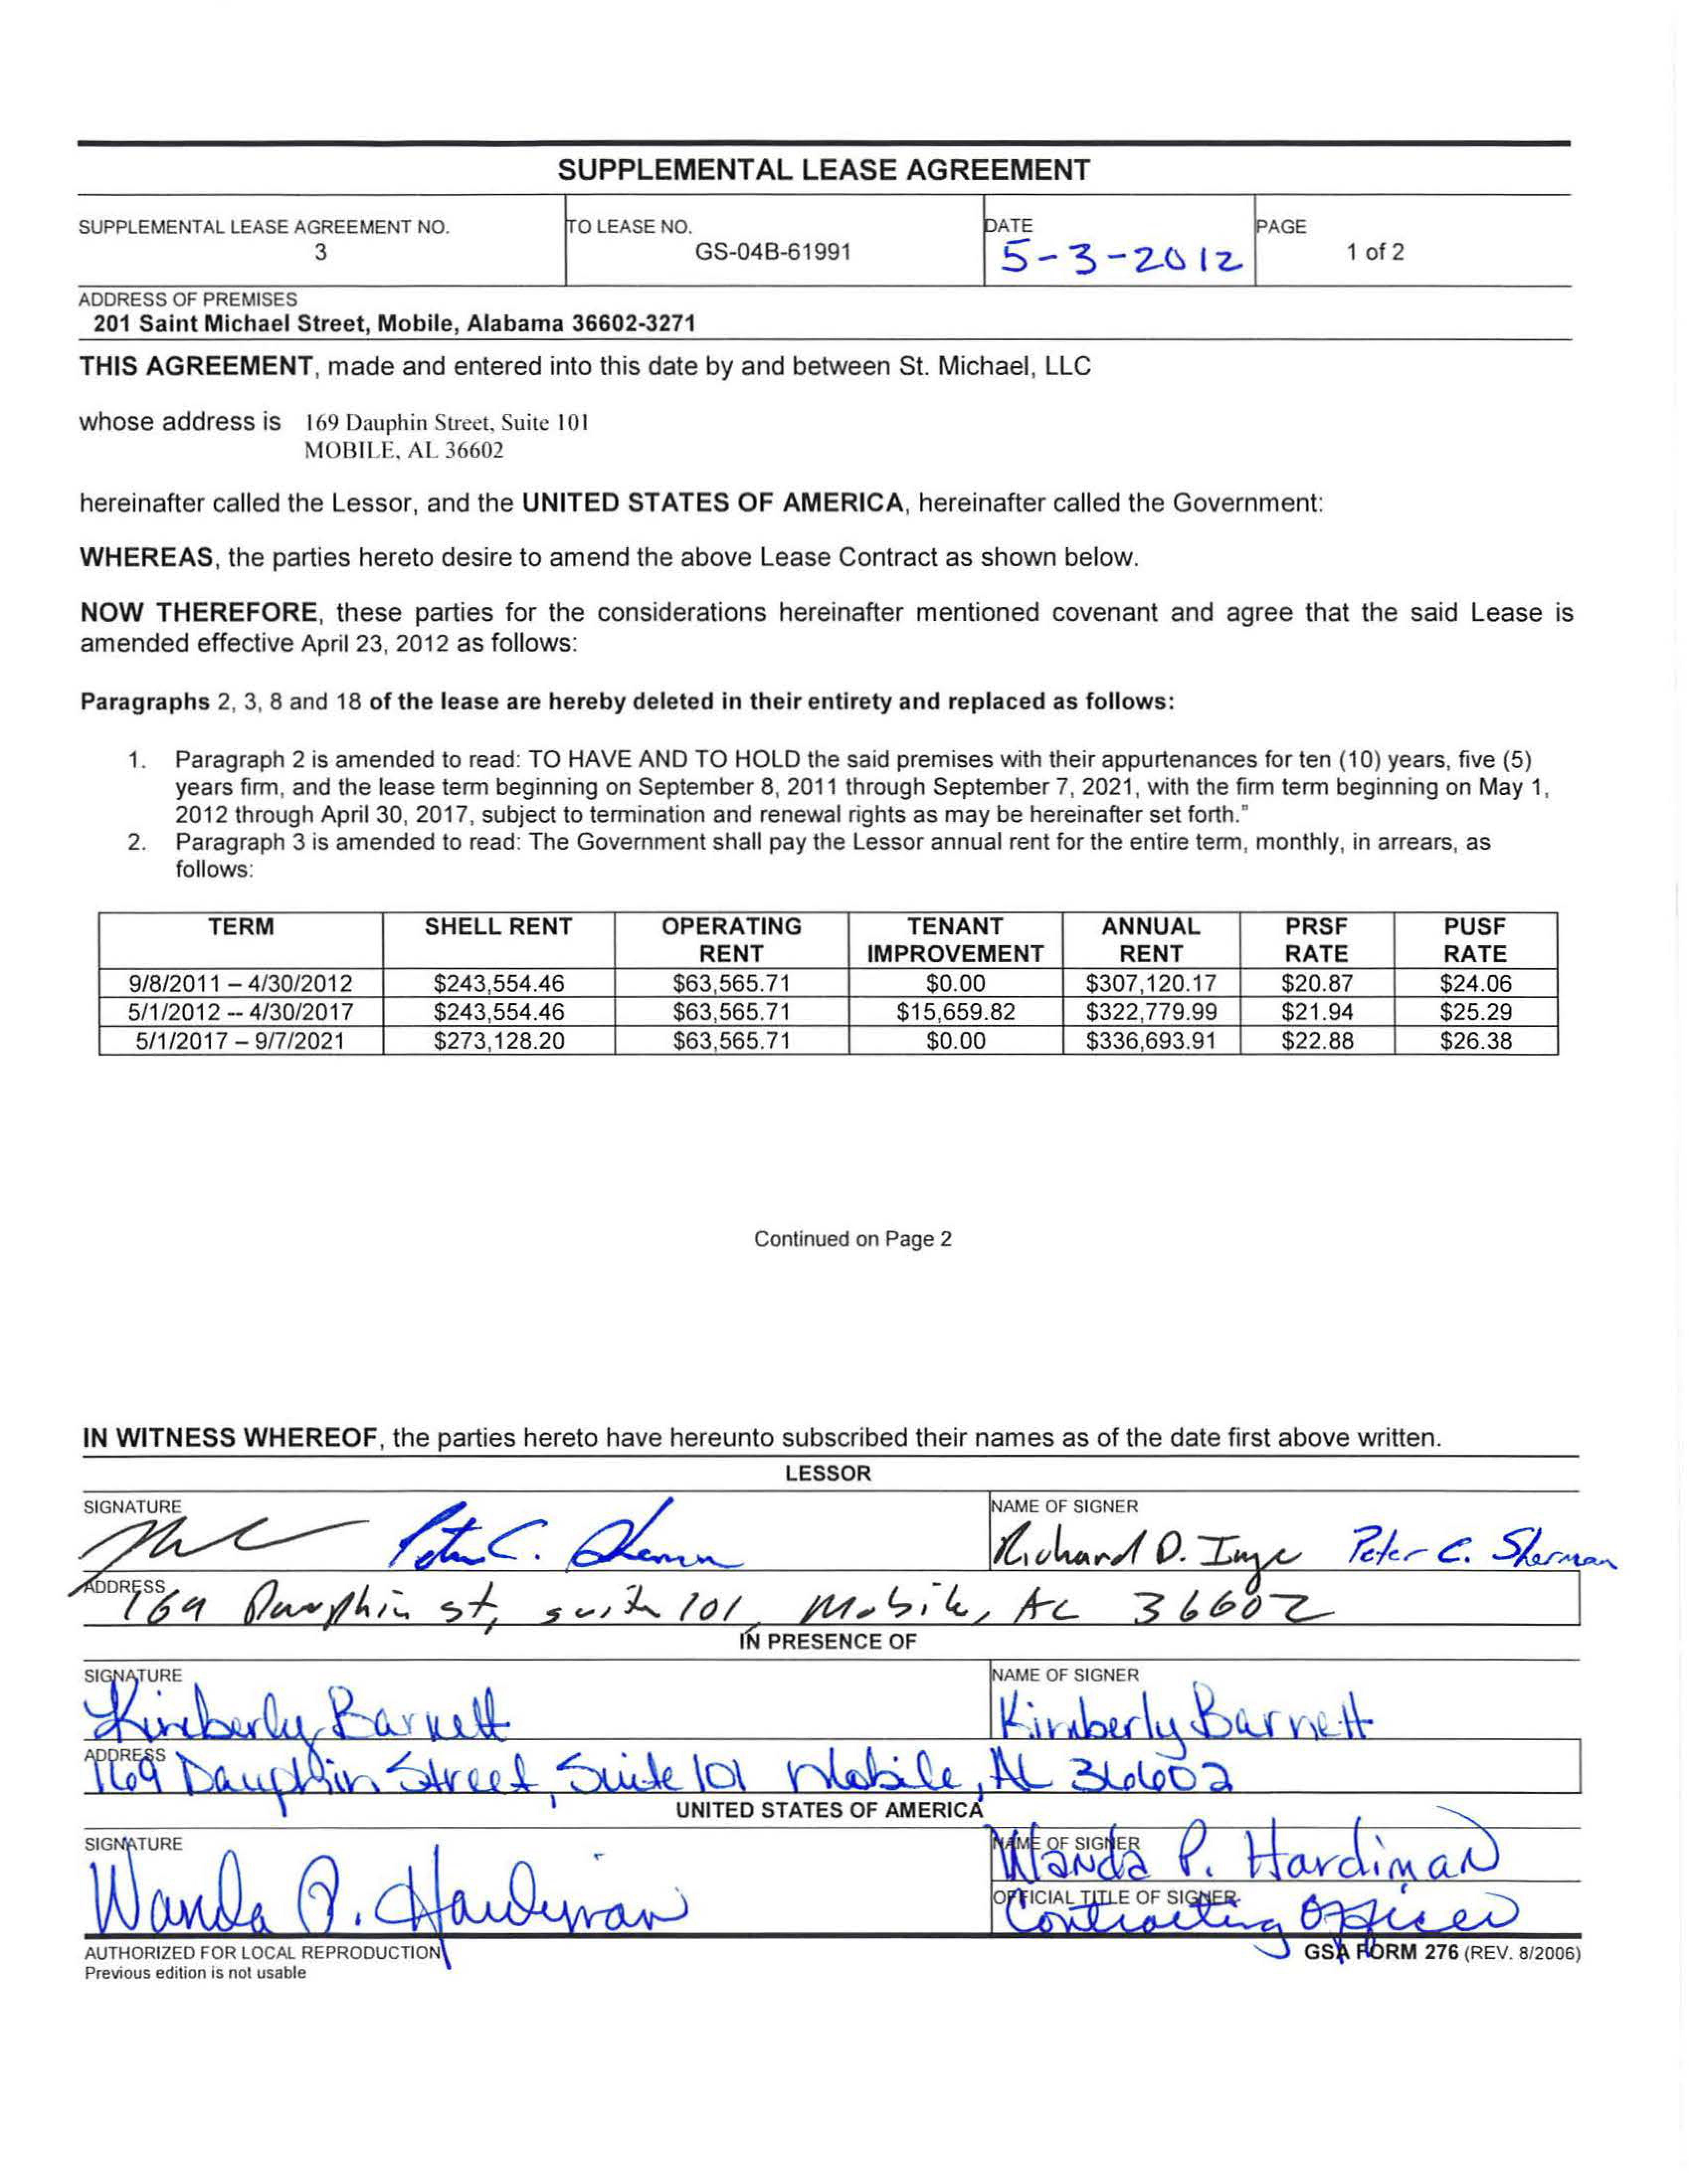 SUPPLEMENTAL LEASE AGREEMENT
SUPPLEMENTAL LEASE AGREEMENT NO.
3
TO LEASE NO.
GS-04B-61991
DATE
5-3-2012
PAGE
1 of 2
ADDRESS OF PREMISES
201 Saint Michael Street, Mobile, Alabama 36602-3271
THIS AGREEMENT, made and entered into this date by and between St. Michael, LLC
whose address is 169 Dauphin Street, Suite 101
MOBILE, AL 36602
hereinafter called the Lessor, and the UNITED STATES OF AMERICA, hereinafter called the Government:
WHEREAS, the parties hereto desire to amend the above Lease Contract as shown below.
NOW THEREFORE, these parties for the considerations hereinafter mentioned covenant and agree that the said Lease is
amended effective April 23, 2012 as follows:
Paragraphs 2, 3, 8 and 18 of the lease are hereby deleted in their entirety and replaced as follows:
1. Paragraph 2 is amended to read: TO HAVE AND TO HOLD the said premises with their appurtenances for ten (10) years, five (5)
years firm, and the lease term beginning on September 8, 2011 through September 7, 2021, with the firm term beginning on May 1,
2012 through April 30, 2017, subject to termination and renewal rights as may be hereinafter set forth."
2. Paragraph 3 is amended to read: The Government shall pay the Lessor annual rent for the entire term, monthly, in arrears, as
follows:
TERM SHELL RENT OPERATING RENT TENANT IMPROVEMENT ANNUAL RENT PRSF RATE PUSF RATE
9/8/2011 – 4/30/2012 $243,554.46 $63,565.71 $0.00 $307,120.17 $20.87 $24.06
5/1/2012 -- 4/30/2017 $243,554.46 $63,565.71 $15,659.82 $322,779.99 $21.94 $25.29
5/1/2017 – 9/7/2021 $273,128.20 $63,565.71 $0.00 $336,693.91 $22.88 $26.38
Continued on Page 2
IN WITNESS WHEREOF, the parties hereto have hereunto subscribed their names as of the date first above written.
LESSOR
SIGNATURE
Peter C. Sherman
NAME OF SIGNER
Richard D. Inge Peter C. Sherman
ADDRESS
169 Dauphin st, suite 101, Mobile, AL 36602
IN PRESENCE OF
SIGNATURE
Kimberly Barnett
NAME OF SIGNER
Kimberly Barnett
ADDRESS
169 Dauphin Street, Suite 101 Mobile, AL 36602
UNITED STATES OF AMERICA
SIGNATURE
Wanda P. Hardiman
NAME OF SIGNER
Wanda P. Hardiman
OFFICIAL TITLE OF SIGNER
Contracting Officer
AUTHORIZED FOR LOCAL REPRODUCTION
Previous edition is not usable
GSA FORM 276 (REV. 8/2006)